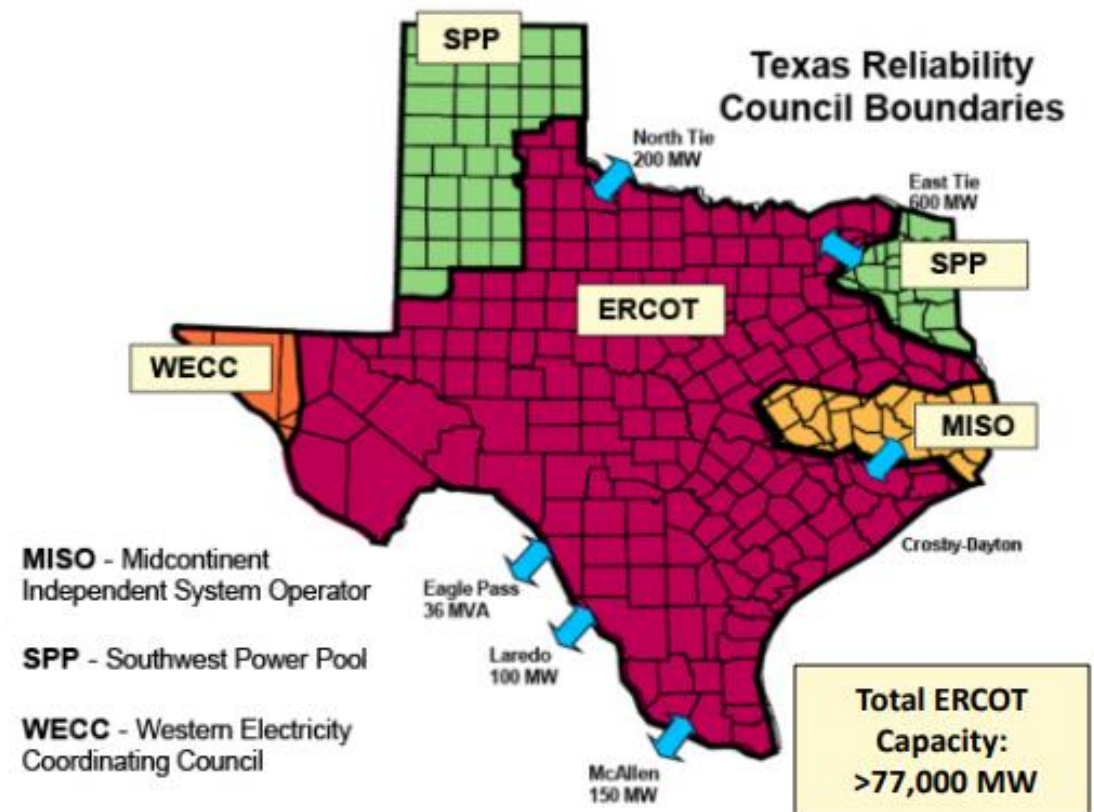 SPP
Texas Reliability
Council Boundaries
North Tie
200 MW
East Tie
600 MW
SPP
ERCOT
WECC
MISO
Crosby-Dayton
MISO - Midcontinent
Independent System Operator
Eagle Pass
36 MVA
SPP - Southwest Power Pool
Laredo
100 MW
WECC - Western Electricity
Coordinating Council
McAllen
150 MW
Total ERCOT
Capacity:
>77,000 MW